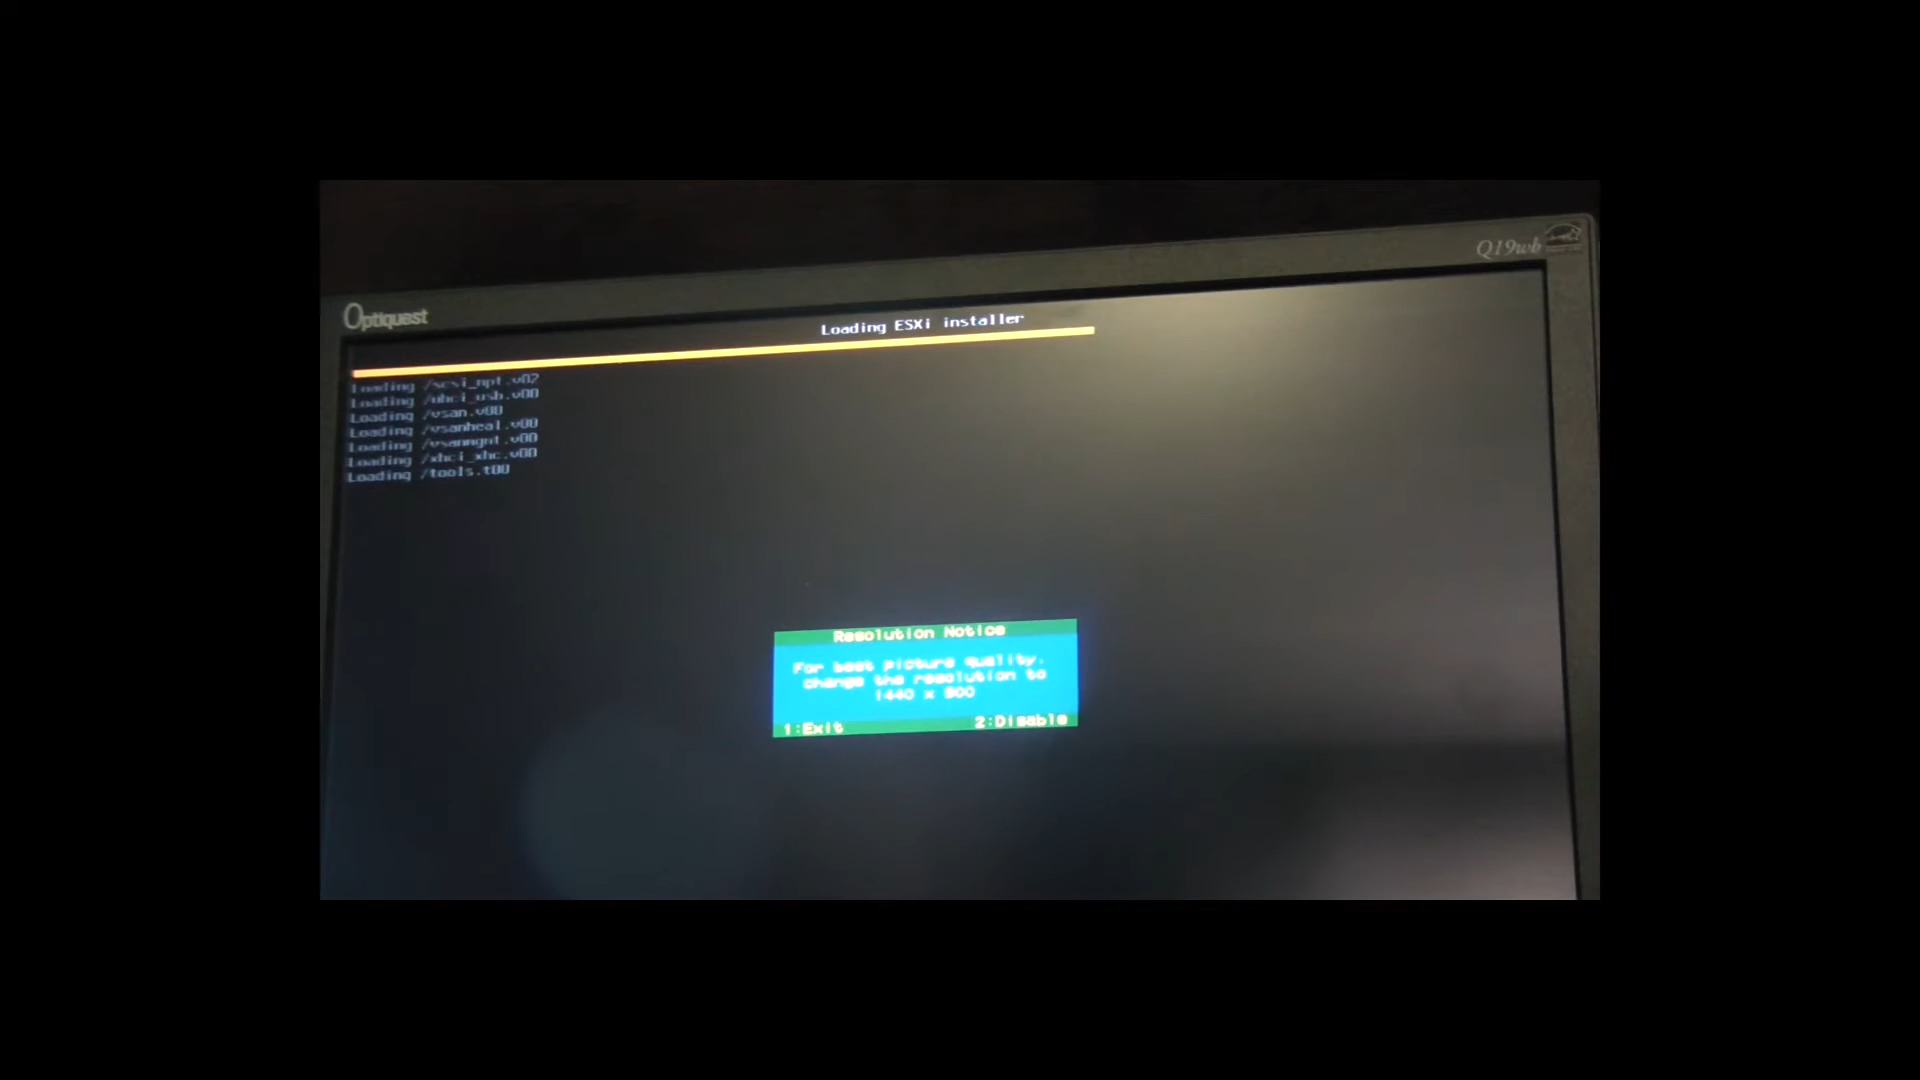 Optiquest
Q19wb
Loading ESXi installer
Loading /scsi_mpt.v02
Loading /uhci_usb.v00
Loading /vsan.v00
Loading /vsanheal.v00
Loading /vsanmgmt.v00
Loading /xhci_xhc.v00
Loading /tools.t00
Resolution Notice
For best picture quality,
change the resolution to
1440 x 900
1:Exit 2:Disable